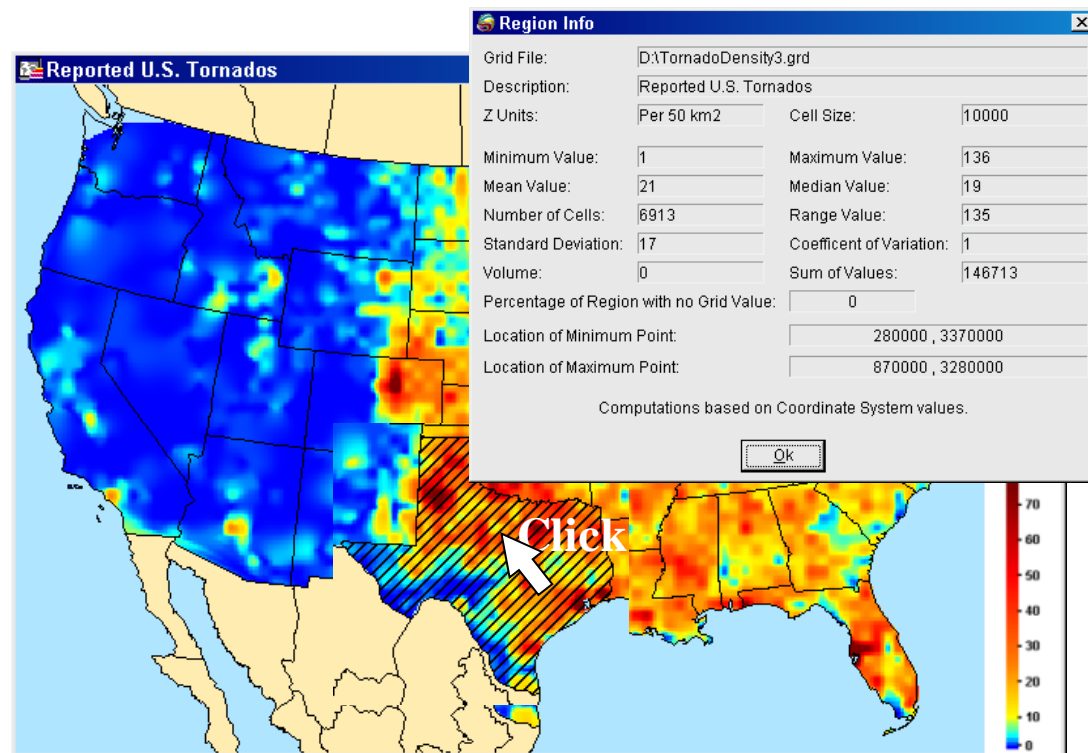 Region Info
Grid File: D:\TornadoDensity3.grd
Description: Reported U.S. Tornados
Z Units: Per 50 km2 Cell Size: 10000
Minimum Value: 1 Maximum Value: 136
Mean Value: 21 Median Value: 19
Number of Cells: 6913 Range Value: 135
Standard Deviation: 17 Coefficent of Variation: 1
Volume: 0 Sum of Values: 146713
Percentage of Region with no Grid Value: 0
Location of Minimum Point: 280000 , 3370000
Location of Maximum Point: 870000 , 3280000
Computations based on Coordinate System values.
Ok
Reported U.S. Tornados
Click
70
60
50
40
30
20
10
0